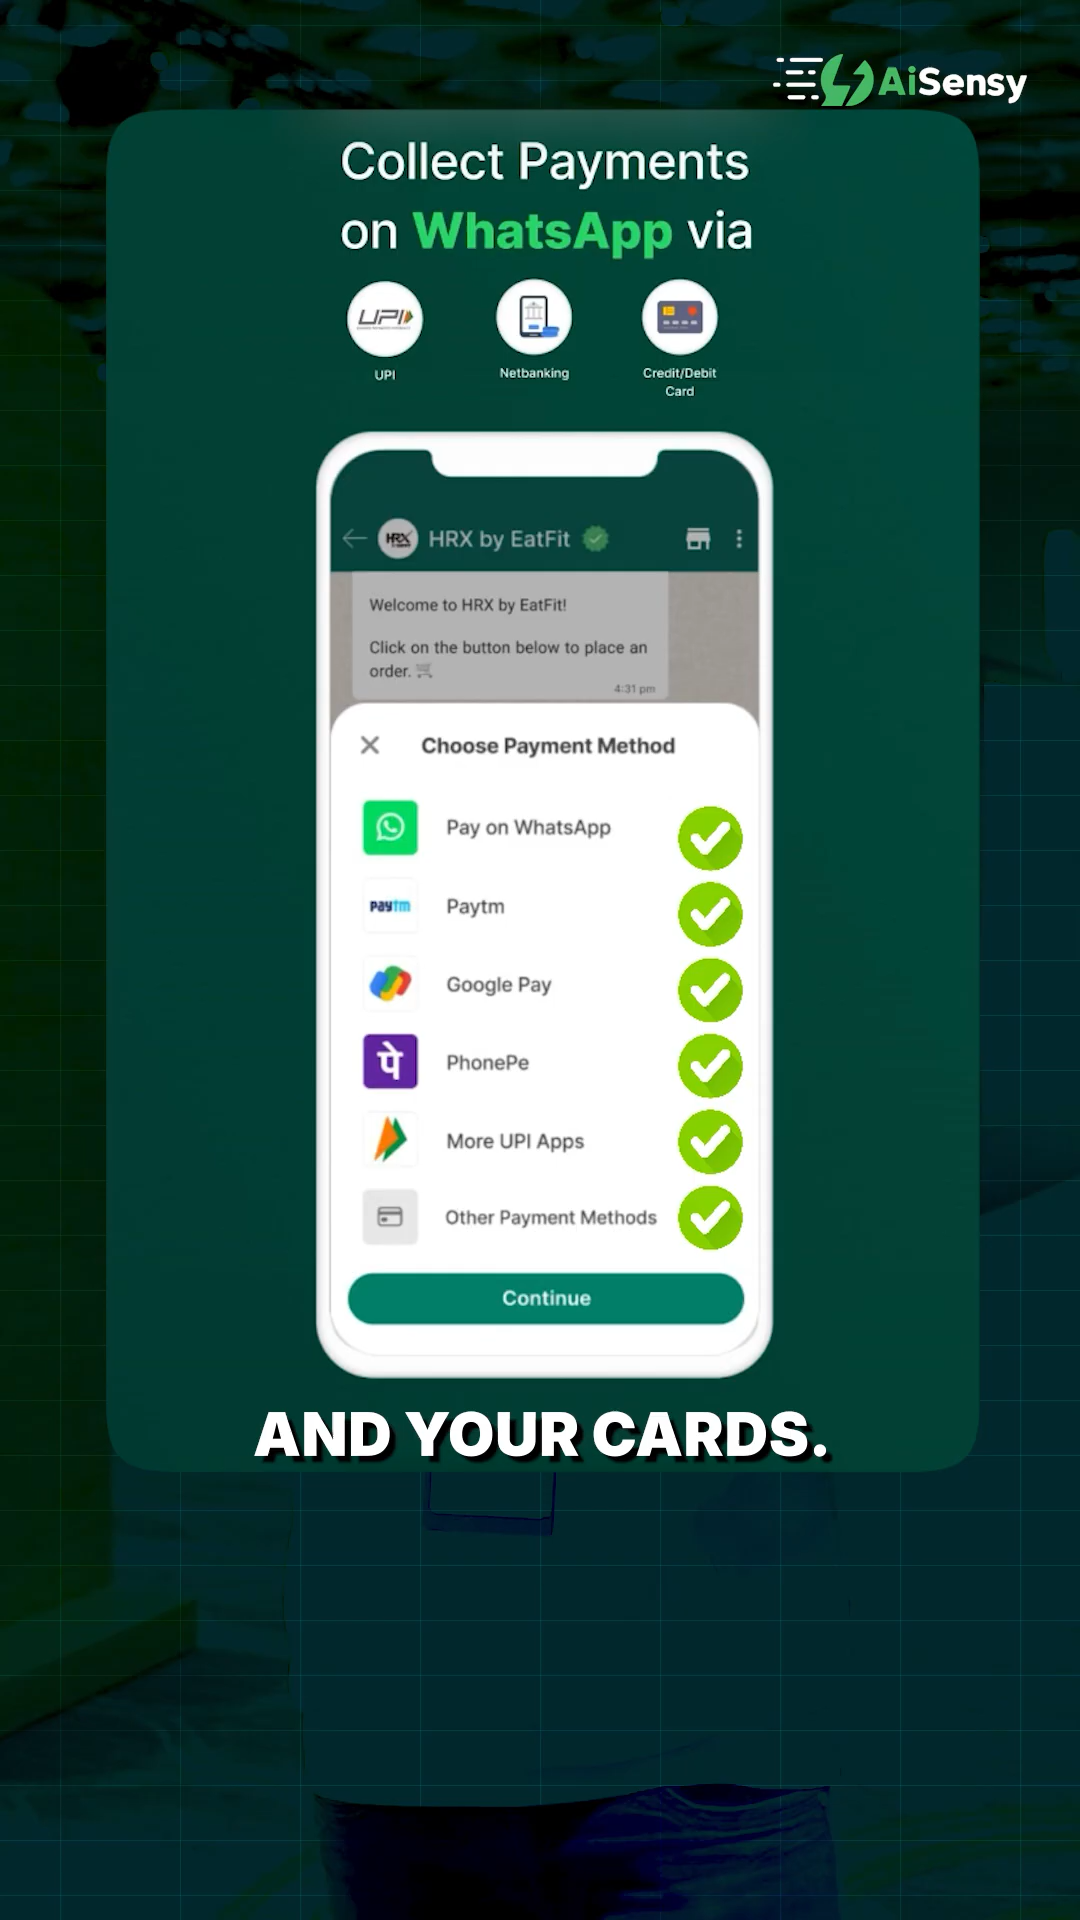 AiSensy
Collect Payments
on WhatsApp via
UPI
UPI
Netbanking
Credit/Debit
Card
HRX
HRX by EatFit
Welcome to HRX by EatFit!
Click on the button below to place an
order.
4:31 pm
Choose Payment Method
Pay on WhatsApp
paytm
Paytm
Google Pay
पे
PhonePe
More UPI Apps
Other Payment Methods
Continue
AND YOUR CARDS.